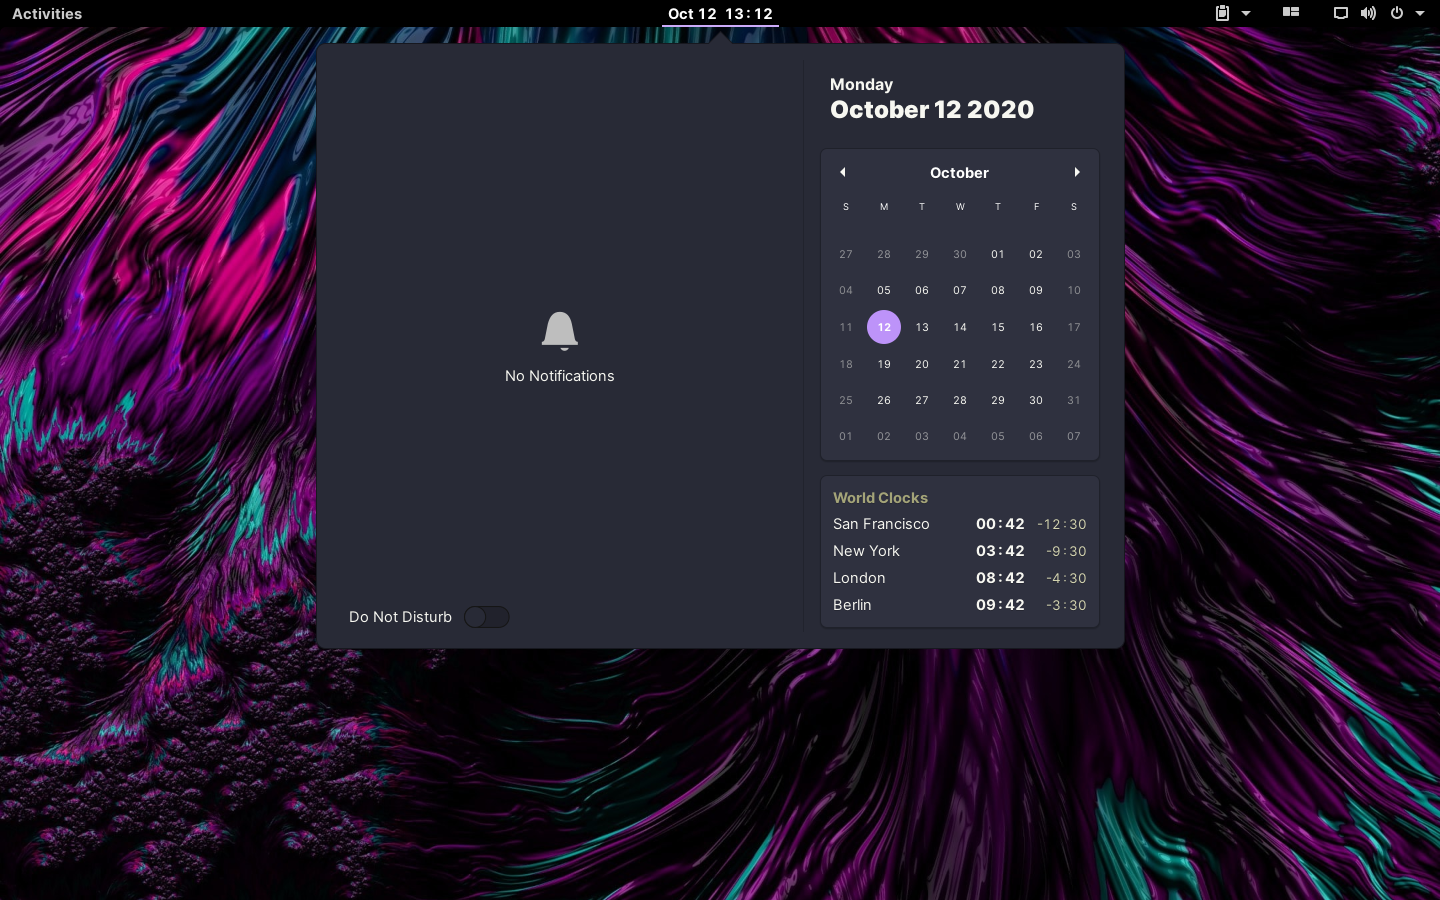 Activities
Oct 12 13:12
No Notifications
Do Not Disturb
Monday
October 12 2020
October
S M T W T F S
27 28 29 30 01 02 03
04 05 06 07 08 09 10
11 12 13 14 15 16 17
18 19 20 21 22 23 24
25 26 27 28 29 30 31
01 02 03 04 05 06 07
World Clocks
San Francisco 00:42 -12:30
New York 03:42 -9:30
London 08:42 -4:30
Berlin 09:42 -3:30